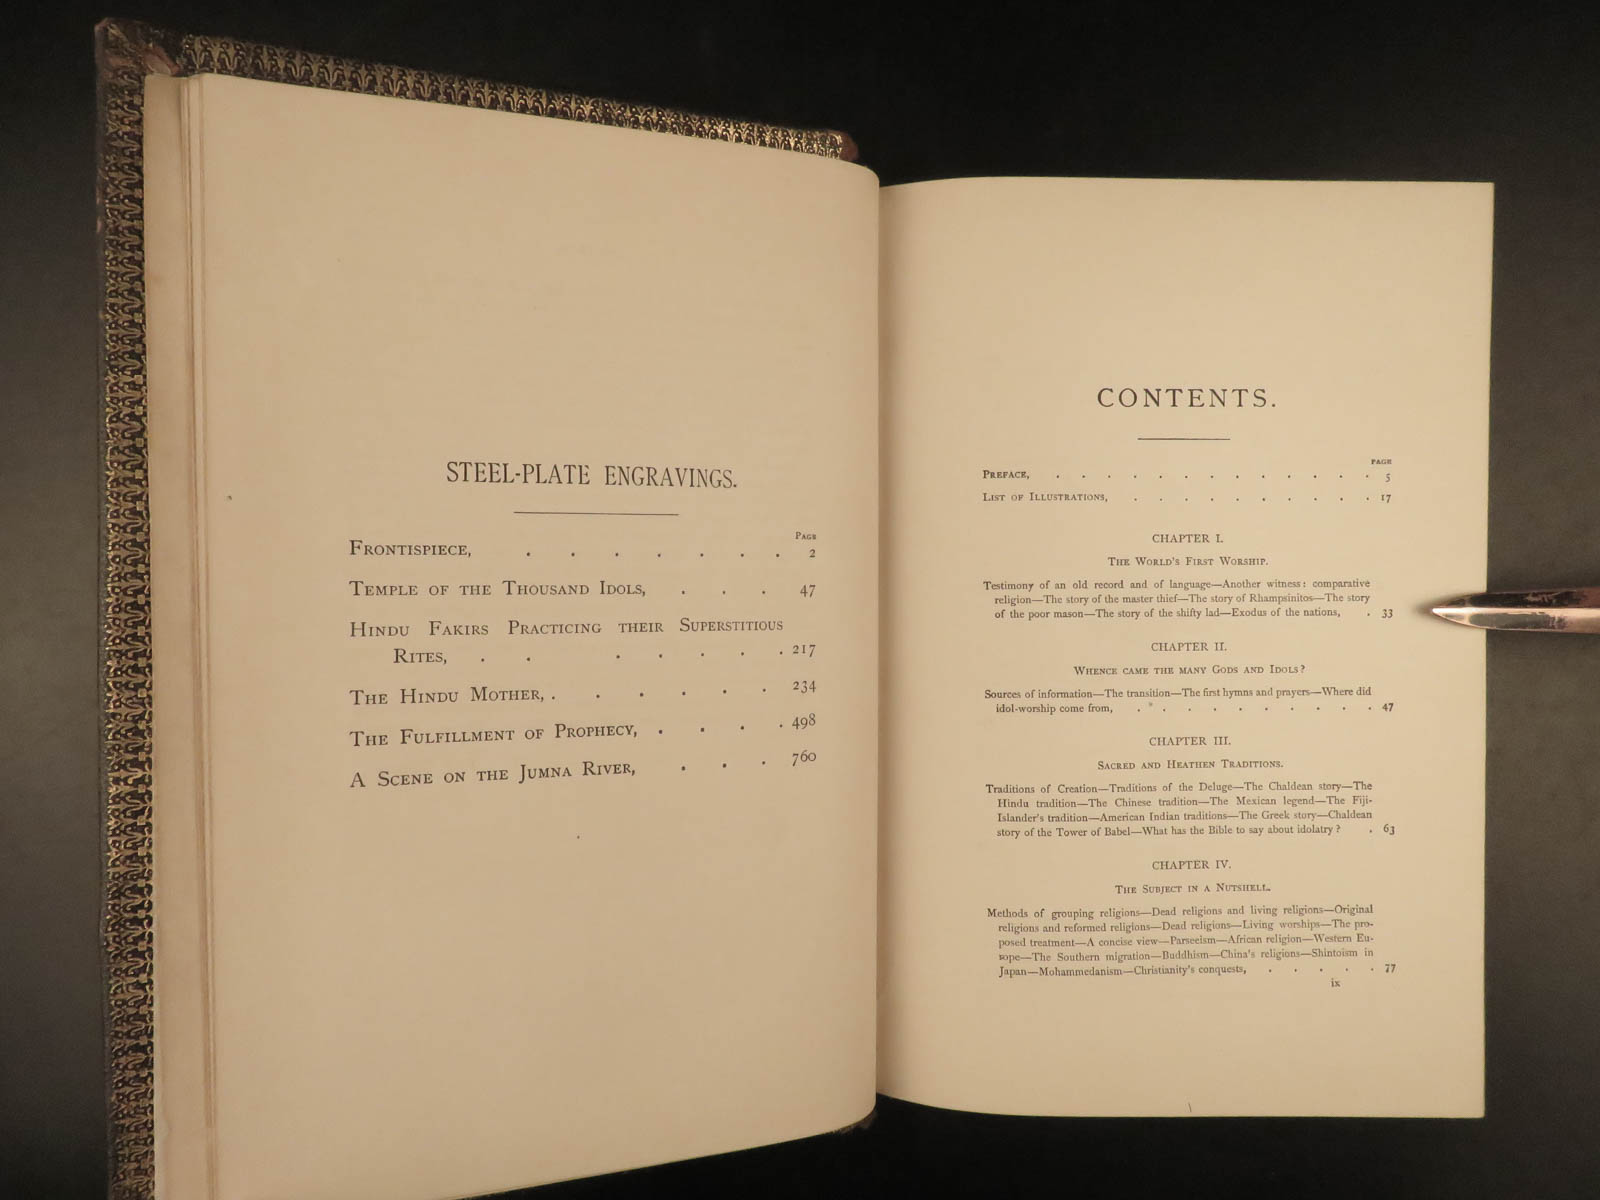 STEEL-PLATE ENGRAVINGS.
PAGE
FRONTISPIECE, . . . . . . . 2
TEMPLE OF THE THOUSAND IDOLS, . . . 47
HINDU FAKIRS PRACTICING THEIR SUPERSTITIOUS
RITES, . . . . . . . 217
THE HINDU MOTHER, . . . . . . 234
THE FULFILLMENT OF PROPHECY, . . . . 498
A SCENE ON THE JUMNA RIVER, . . . 760
CONTENTS.
PAGE
PREFACE, . . . . . . . . . . . . . 5
LIST OF ILLUSTRATIONS, . . . . . . . . . . 17
CHAPTER I.
THE WORLD'S FIRST WORSHIP.
Testimony of an old record and of language—Another witness: comparative
religion—The story of the master thief—The story of Rhampsinitos—The story
of the poor mason—The story of the shifty lad—Exodus of the nations, . 33
CHAPTER II.
WHENCE CAME THE MANY GODS AND IDOLS?
Sources of information—The transition—The first hymns and prayers—Where did
idol-worship come from, . . . . . . . . . . 47
CHAPTER III.
SACRED AND HEATHEN TRADITIONS.
Traditions of Creation—Traditions of the Deluge—The Chaldean story—The
Hindu tradition—The Chinese tradition—The Mexican legend—The Fiji-
Islander's tradition—American Indian traditions—The Greek story—Chaldean
story of the Tower of Babel—What has the Bible to say about idolatry? . 63
CHAPTER IV.
THE SUBJECT IN A NUTSHELL.
Methods of grouping religions—Dead religions and living religions—Original
religions and reformed religions—Dead religions—Living worships—The pro-
posed treatment—A concise view—Parseeism—African religion—Western Eu-
rope—The Southern migration—Buddhism—China's religions—Shintoism in
Japan—Mohammedanism—Christianity's conquests, . . . . . 77
ix